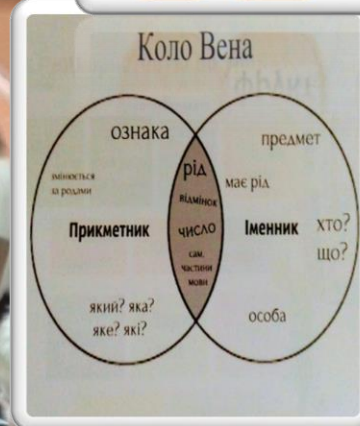 Коло Вена
ознака
змінюється
за родами
Прикметник
який? яка?
яке? які?
рід
відмінок
число
сам.
частини
мови
предмет
має рід
Іменник
хто?
що?
особа